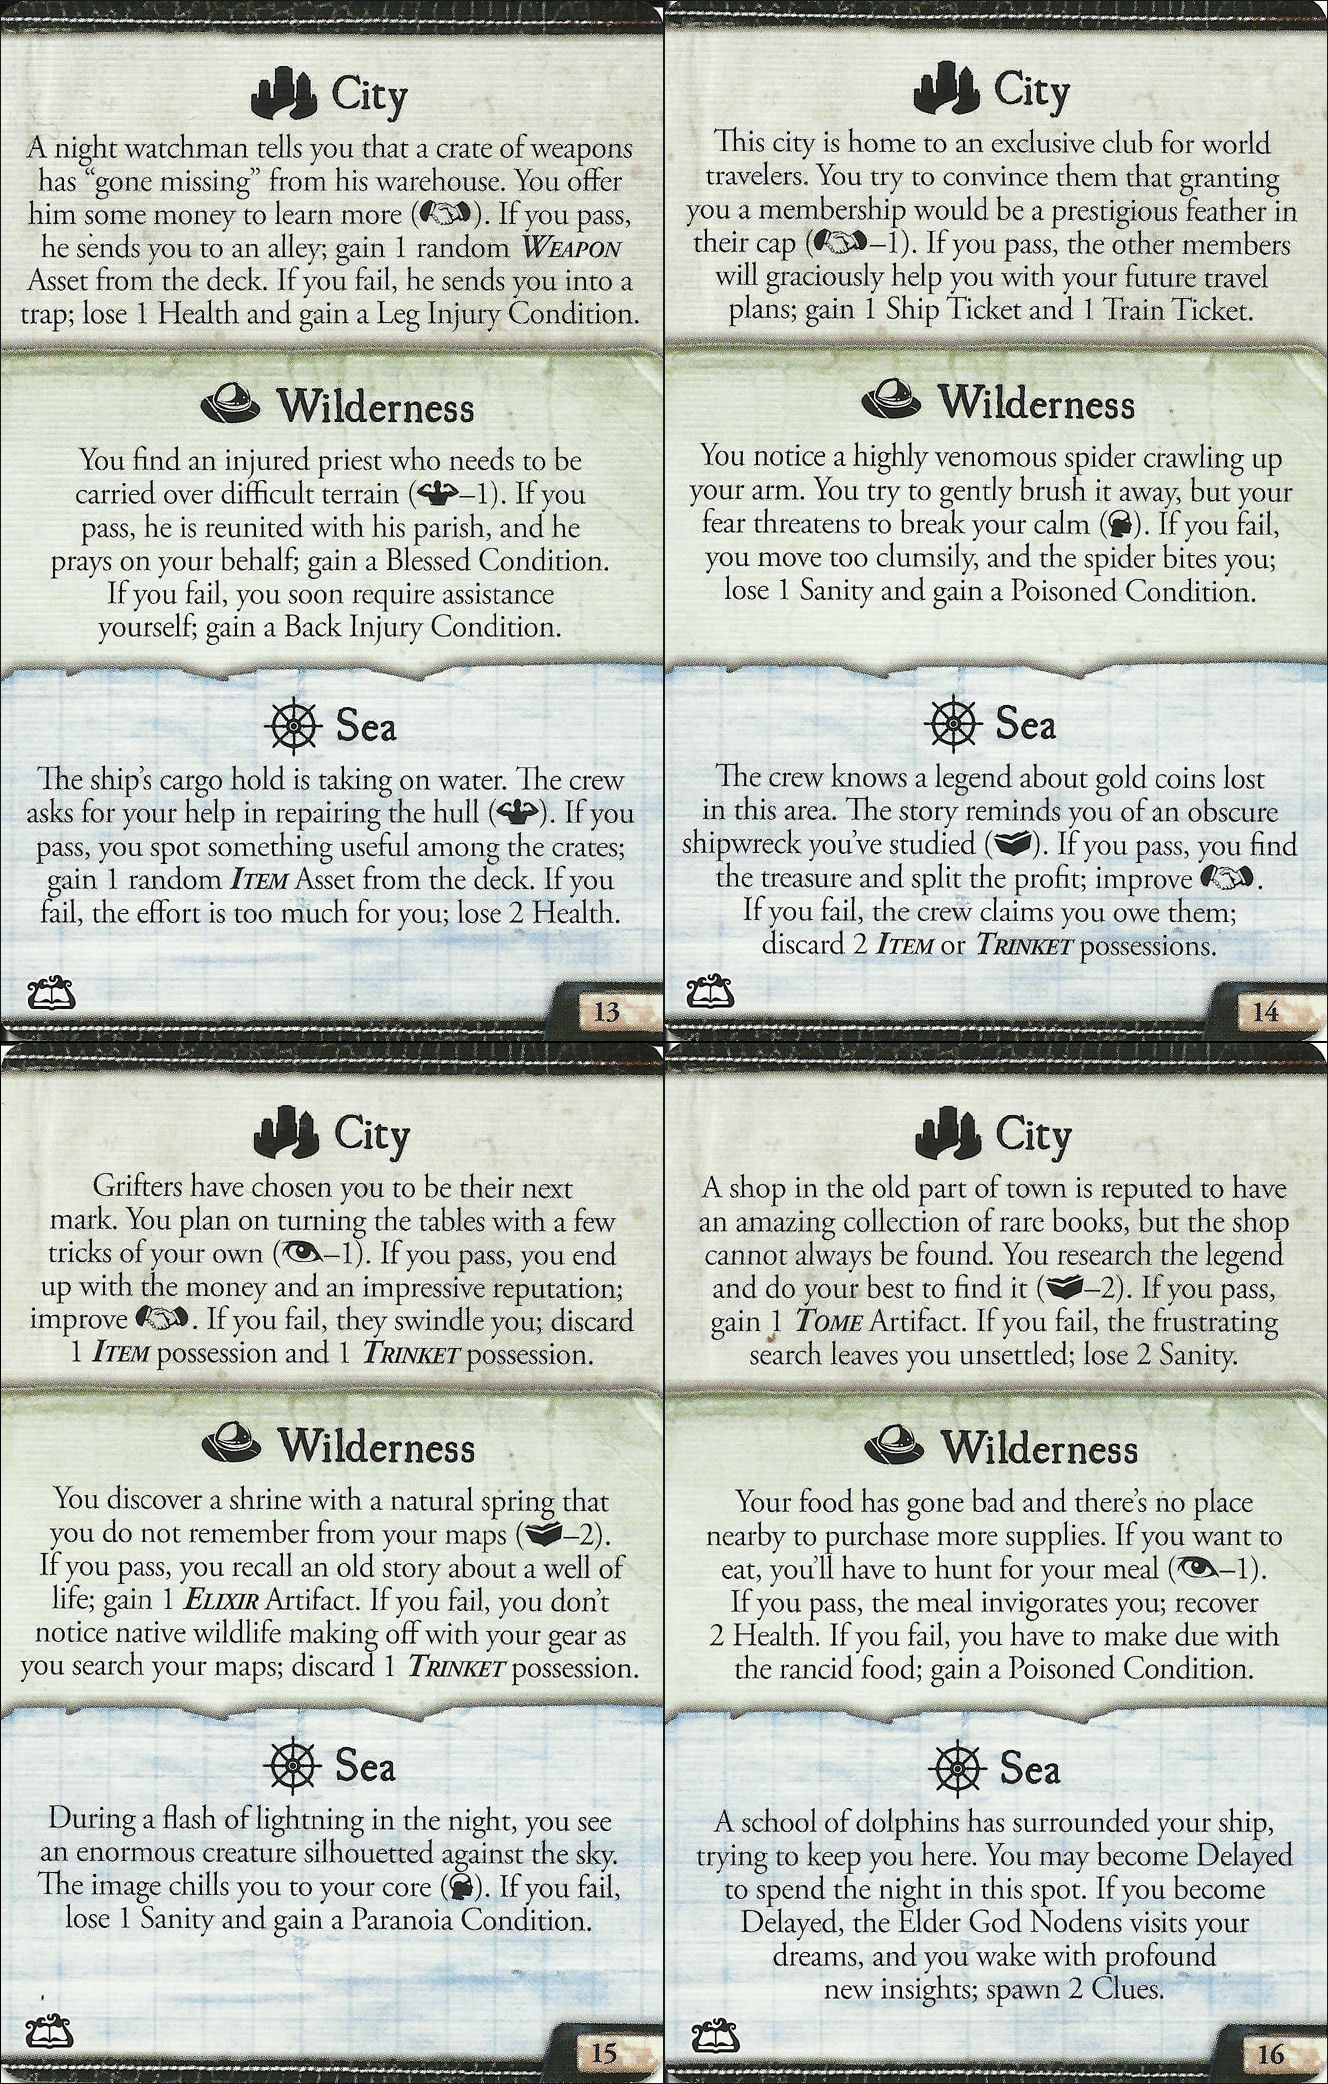 City
A night watchman tells you that a crate of weapons
has “gone missing” from his warehouse. You offer
him some money to learn more (). If you pass,
he sends you to an alley; gain 1 random WEAPON
Asset from the deck. If you fail, he sends you into a
trap; lose 1 Health and gain a Leg Injury Condition.
Wilderness
You find an injured priest who needs to be
carried over difficult terrain (–1). If you
pass, he is reunited with his parish, and he
prays on your behalf; gain a Blessed Condition.
If you fail, you soon require assistance
yourself; gain a Back Injury Condition.
Sea
The ship’s cargo hold is taking on water. The crew
asks for your help in repairing the hull (). If you
pass, you spot something useful among the crates;
gain 1 random ITEM Asset from the deck. If you
fail, the effort is too much for you; lose 2 Health.
13
City
This city is home to an exclusive club for world
travelers. You try to convince them that granting
you a membership would be a prestigious feather in
their cap (–1). If you pass, the other members
will graciously help you with your future travel
plans; gain 1 Ship Ticket and 1 Train Ticket.
Wilderness
You notice a highly venomous spider crawling up
your arm. You try to gently brush it away, but your
fear threatens to break your calm (). If you fail,
you move too clumsily, and the spider bites you;
lose 1 Sanity and gain a Poisoned Condition.
Sea
The crew knows a legend about gold coins lost
in this area. The story reminds you of an obscure
shipwreck you’ve studied (). If you pass, you find
the treasure and split the profit; improve .
If you fail, the crew claims you owe them;
discard 2 ITEM or TRINKET possessions.
14
City
Grifters have chosen you to be their next
mark. You plan on turning the tables with a few
tricks of your own (–1). If you pass, you end
up with the money and an impressive reputation;
improve . If you fail, they swindle you; discard
1 ITEM possession and 1 TRINKET possession.
Wilderness
You discover a shrine with a natural spring that
you do not remember from your maps (–2).
If you pass, you recall an old story about a well of
life; gain 1 ELIXIR Artifact. If you fail, you don’t
notice native wildlife making off with your gear as
you search your maps; discard 1 TRINKET possession.
Sea
During a flash of lightning in the night, you see
an enormous creature silhouetted against the sky.
The image chills you to your core (). If you fail,
lose 1 Sanity and gain a Paranoia Condition.
15
City
A shop in the old part of town is reputed to have
an amazing collection of rare books, but the shop
cannot always be found. You research the legend
and do your best to find it (–2). If you pass,
gain 1 TOME Artifact. If you fail, the frustrating
search leaves you unsettled; lose 2 Sanity.
Wilderness
Your food has gone bad and there’s no place
nearby to purchase more supplies. If you want to
eat, you’ll have to hunt for your meal (–1).
If you pass, the meal invigorates you; recover
2 Health. If you fail, you have to make due with
the rancid food; gain a Poisoned Condition.
Sea
A school of dolphins has surrounded your ship,
trying to keep you here. You may become Delayed
to spend the night in this spot. If you become
Delayed, the Elder God Nodens visits your
dreams, and you wake with profound
new insights; spawn 2 Clues.
16